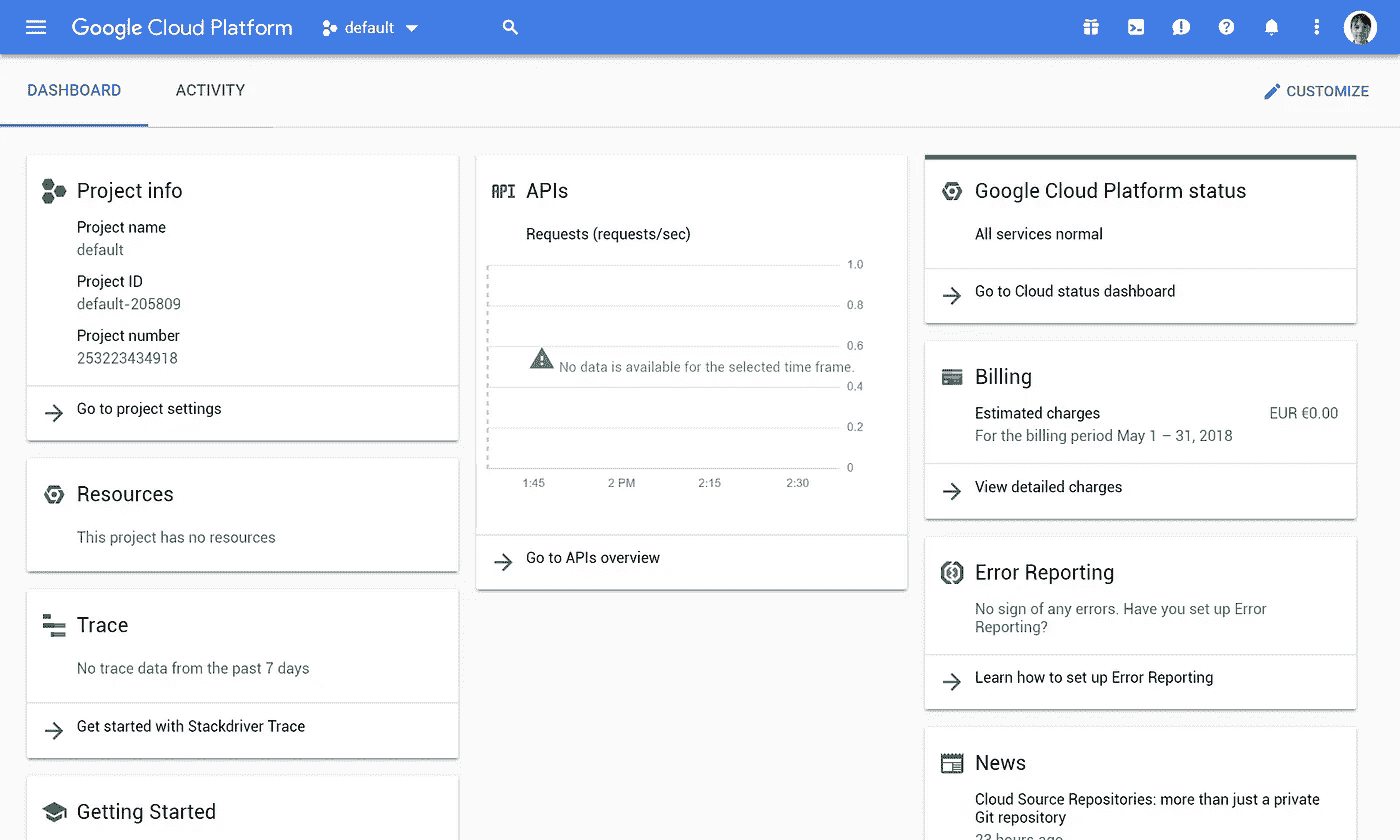 Google Cloud Platform
default
DASHBOARD
ACTIVITY
CUSTOMIZE
Project info
Project name
default
Project ID
default-205809
Project number
253223434918
Go to project settings
Resources
This project has no resources
Trace
No trace data from the past 7 days
Get started with Stackdriver Trace
Getting Started
API APIs
Requests (requests/sec)
1.0
0.8
0.6
No data is available for the selected time frame.
0.4
0.2
0
1:45 2 PM 2:15 2:30
Go to APIs overview
Google Cloud Platform status
All services normal
Go to Cloud status dashboard
Billing
Estimated charges EUR €0.00
For the billing period May 1 – 31, 2018
View detailed charges
Error Reporting
No sign of any errors. Have you set up Error
Reporting?
Learn how to set up Error Reporting
News
Cloud Source Repositories: more than just a private
Git repository
23 hours ago